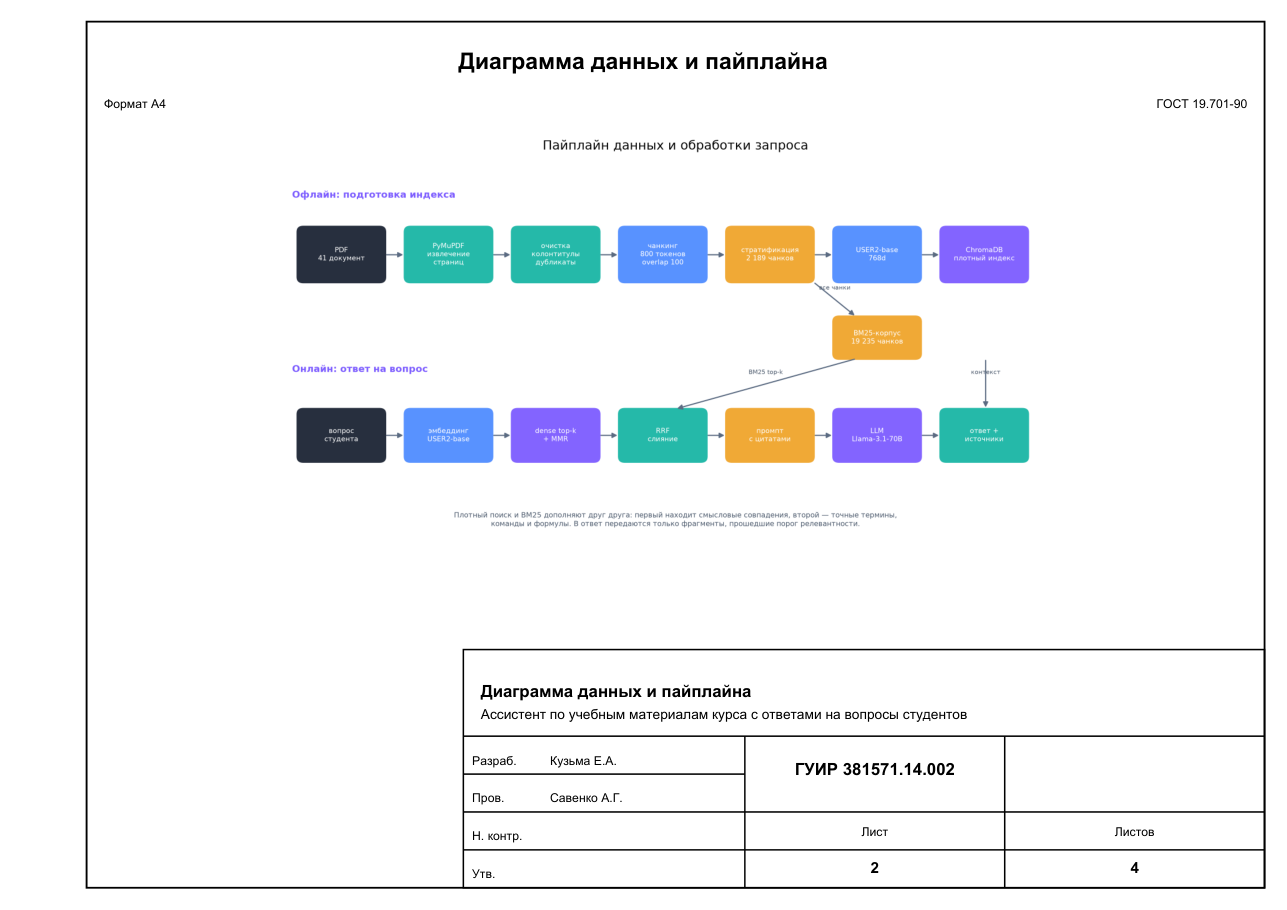 Диаграмма данных и пайплайна
Формат А4
ГОСТ 19.701-90
Пайплайн данных и обработки запроса
Офлайн: подготовка индекса
PDF
41 документ
PyMuPDF
извлечение
страниц
очистка
колонтитулы
дубликаты
чанкинг
800 токенов
overlap 100
стратификация
2 189 чанков
USER2-base
768d
ChromaDB
плотный индекс
все чанки
BM25-корпус
19 235 чанков
Онлайн: ответ на вопрос
BM25 top-k
контекст
вопрос
студента
эмбеддинг
USER2-base
dense top-k
+ MMR
RRF
слияние
промпт
с цитатами
LLM
Llama-3.1-70B
ответ +
источники
Плотный поиск и BM25 дополняют друг друга: первый находит смысловые совпадения, второй — точные термины,
команды и формулы. В ответ передаются только фрагменты, прошедшие порог релевантности.
Диаграмма данных и пайплайна
Ассистент по учебным материалам курса с ответами на вопросы студентов
Разраб. Кузьма Е.А.
ГУИР 381571.14.002
Пров. Савенко А.Г.
Н. контр.
Лист
Листов
Утв.
2
4